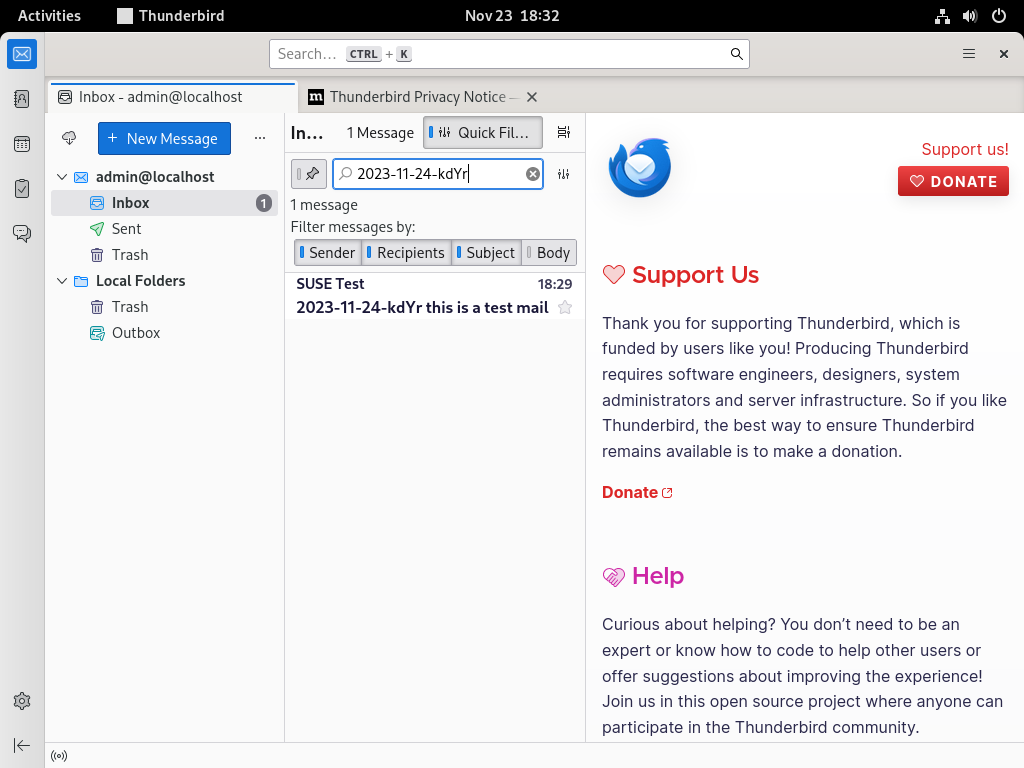 Activities
Thunderbird
Nov 23 18:32
Search… CTRL + K
Inbox - admin@localhost
m Thunderbird Privacy Notice —
+ New Message
In…
1 Message
Quick Fil…
2023-11-24-kdYr
1 message
Filter messages by:
Sender
Recipients
Subject
Body
SUSE Test 18:29
2023-11-24-kdYr this is a test mail
admin@localhost
Inbox 1
Sent
Trash
Local Folders
Trash
Outbox
Support us!
DONATE
Support Us
Thank you for supporting Thunderbird, which is
funded by users like you! Producing Thunderbird
requires software engineers, designers, system
administrators and server infrastructure. So if you like
Thunderbird, the best way to ensure Thunderbird
remains available is to make a donation.
Donate
Help
Curious about helping? You don’t need to be an
expert or know how to code to help other users or
offer suggestions about improving the experience!
Join us in this open source project where anyone can
participate in the Thunderbird community.